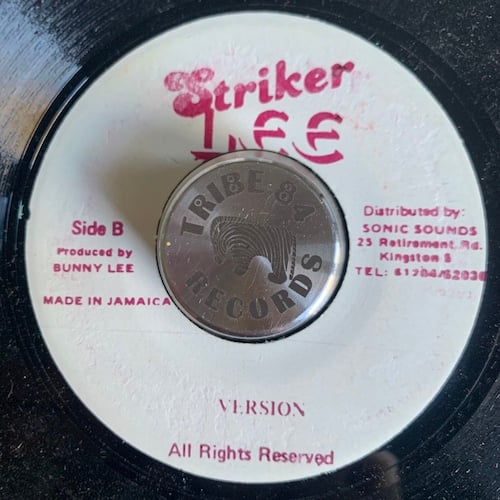 Striker
LEE
TRIBE 84
RECORDS
Side B
Produced by
BUNNY LEE
MADE IN JAMAICA
Distributed by:
SONIC SOUNDS
25 Retirement Rd.
Kingston 5
TEL:
VERSION
All Rights Reserved